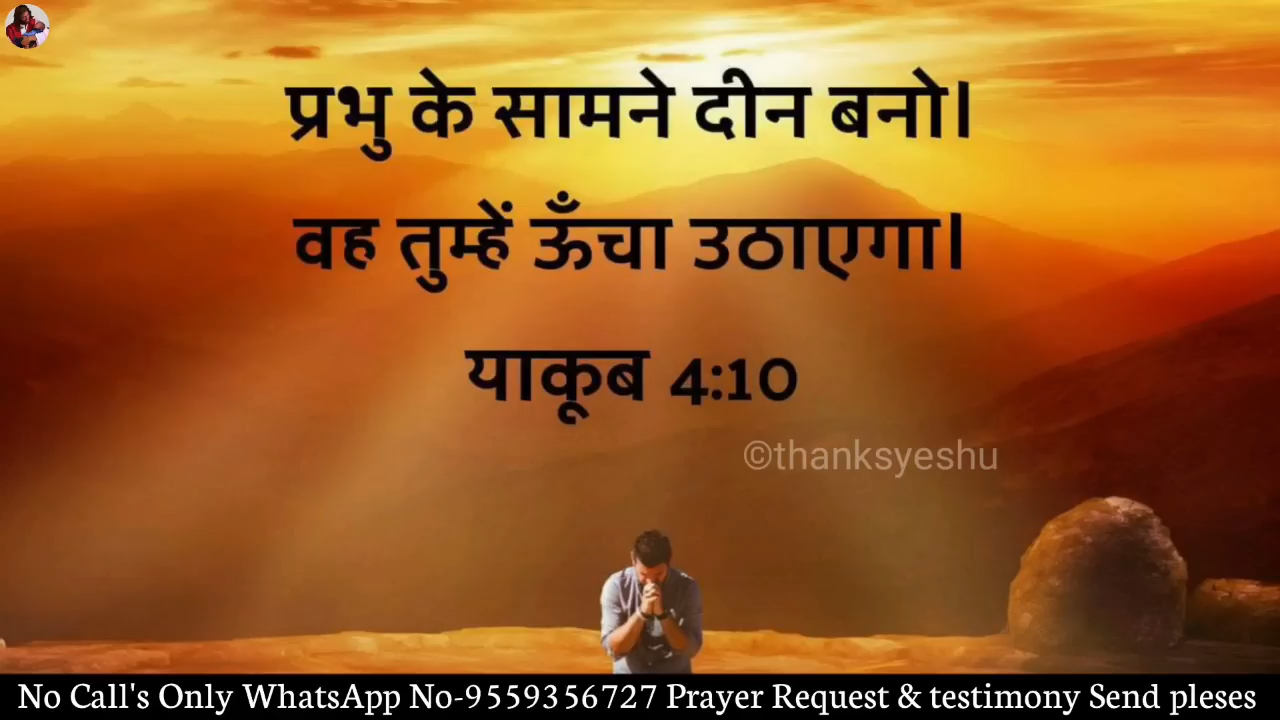 प्रभु के सामने दीन बनो।
वह तुम्हें ऊँचा उठाएगा।
याकूब 4:10
©thanksyeshu
No Call's Only WhatsApp No-9559356727 Prayer Request & testimony Send pleses